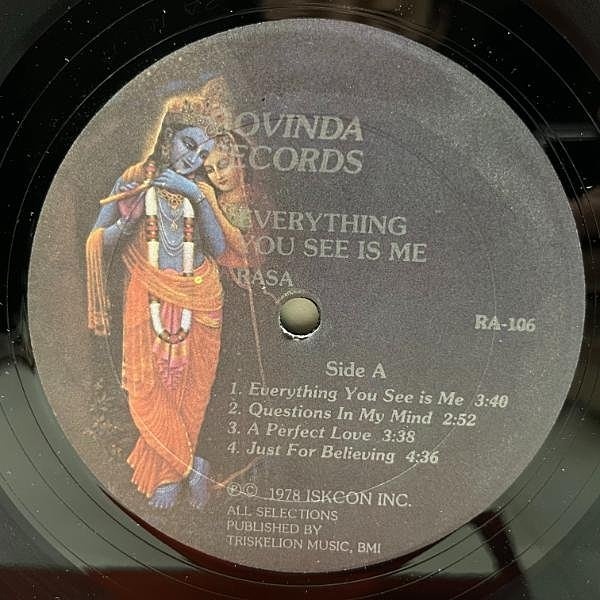 GOVINDA
RECORDS
EVERYTHING
YOU SEE IS ME
RASA
RA-106
Side A
1. Everything You See is Me 3:40
2. Questions In My Mind 2:52
3. A Perfect Love 3:38
4. Just For Believing 4:36
℗© 1978 ISKCON INC.
ALL SELECTIONS
PUBLISHED BY
TRISKELION MUSIC, BMI